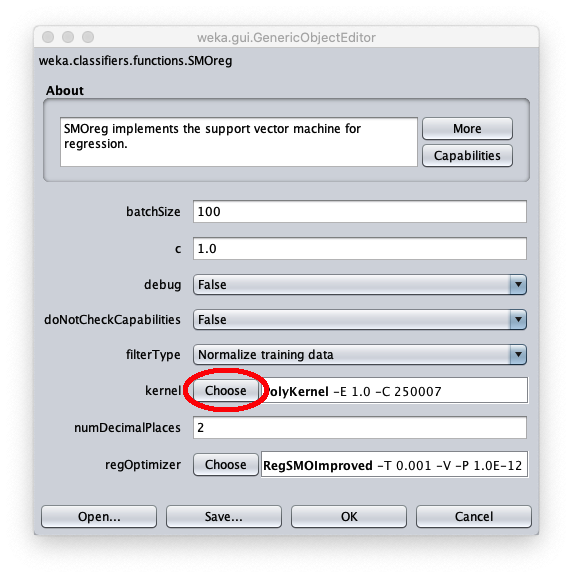 weka.gui.GenericObjectEditor
weka.classifiers.functions.SMOreg
About
SMOreg implements the support vector machine for
regression.
More
Capabilities
batchSize 100
c 1.0
debug False
doNotCheckCapabilities False
filterType Normalize training data
kernel Choose olyKernel -E 1.0 -C 250007
numDecimalPlaces 2
regOptimizer Choose RegSMOImproved -T 0.001 -V -P 1.0E-12
Open... Save... OK Cancel